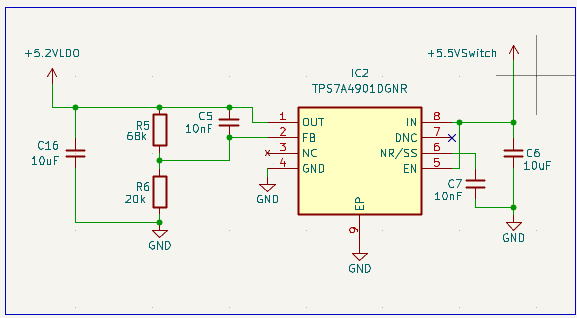 +5.2VLDO
+5.5VSwitch
IC2
TPS7A4901DGNR
C16
10uF
R5
68k
C5
10nF
R6
20k
GND
GND
1
OUT
2
FB
3
NC
4
GND
IN
8
DNC
7
NR/SS
6
EN
5
EP
9
GND
C7
10nF
C6
10uF
GND